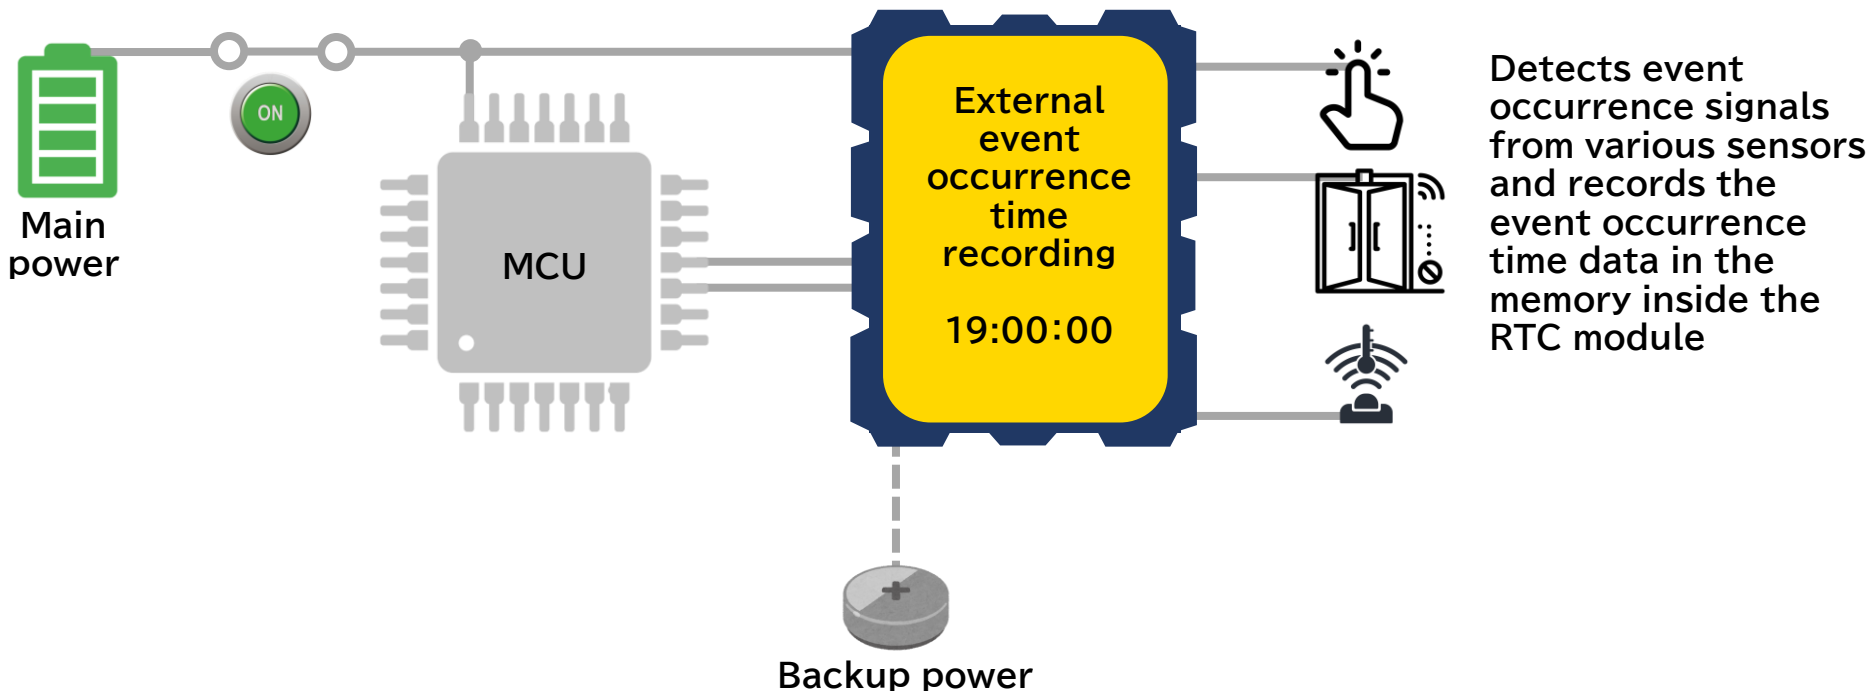 ON
Main
power
MCU
External
event
occurrence
time
recording
19:00:00
Backup power
Detects event
occurrence signals
from various sensors
and records the
event occurrence
time data in the
memory inside the
RTC module